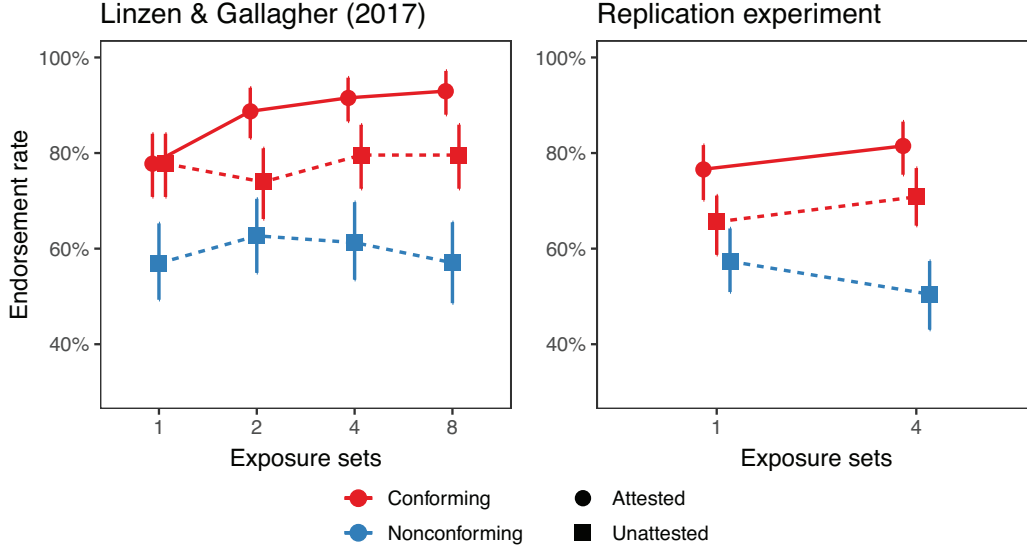 Linzen & Gallagher (2017)
Replication experiment
Endorsement rate
100%
80%
60%
40%
1 2 4 8
Exposure sets
100%
80%
60%
40%
1 4
Exposure sets
Conforming
Attested
Nonconforming
Unattested